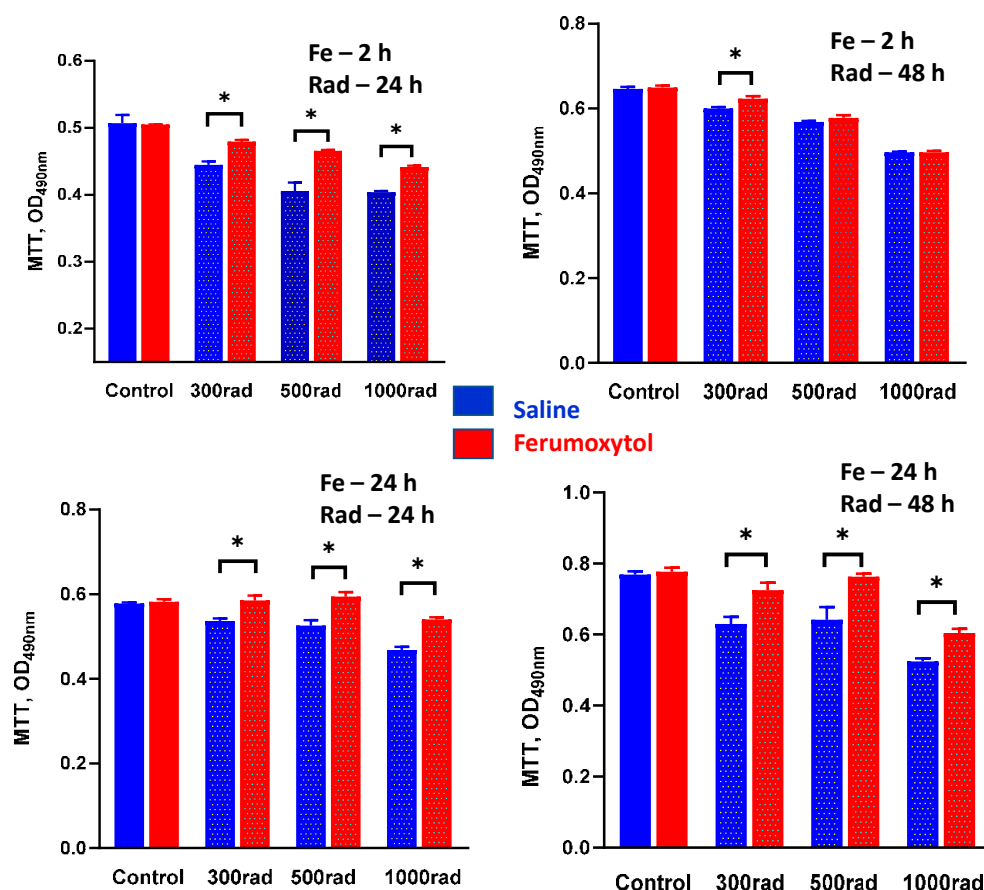 Fe – 2 h
Rad – 24 h
0.6
0.5
0.4
0.3
0.2
MTT, OD490nm
* * *
Control 300rad 500rad 1000rad
Fe – 2 h
Rad – 48 h
0.8
0.6
0.4
0.2
0.0
MTT, OD490nm
*
Control 300rad 500rad 1000rad
Saline
Ferumoxytol
Fe – 24 h
Rad – 24 h
0.8
0.6
0.4
0.2
0.0
MTT, OD490nm
* * *
Control 300rad 500rad 1000rad
Fe – 24 h
Rad – 48 h
1.0
0.8
0.6
0.4
0.2
0.0
MTT, OD490nm
* * *
Control 300rad 500rad 1000rad